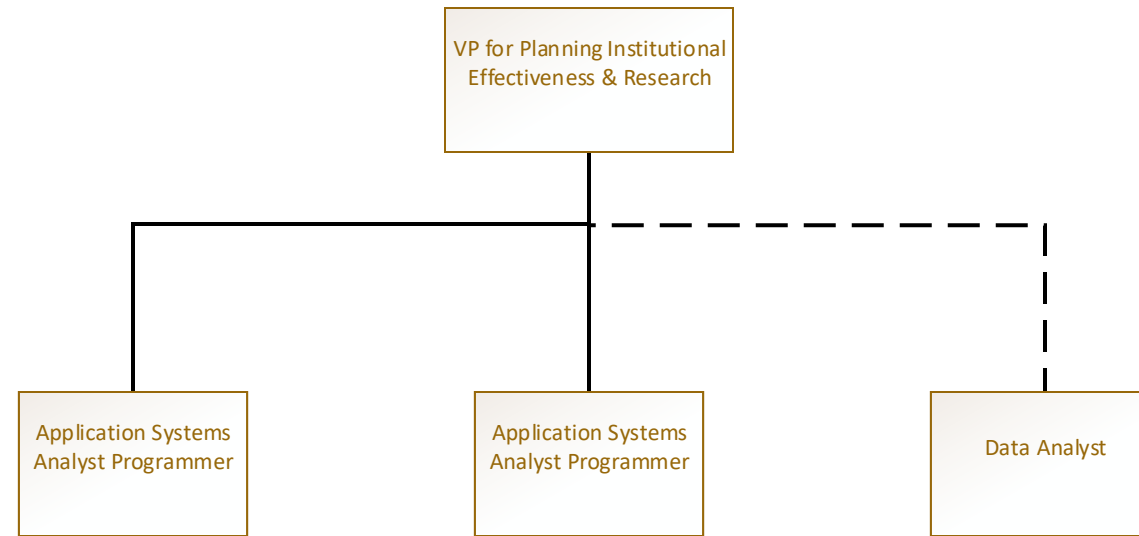 VP for Planning Institutional
Effectiveness & Research
Application Systems
Analyst Programmer
Application Systems
Analyst Programmer
Data Analyst